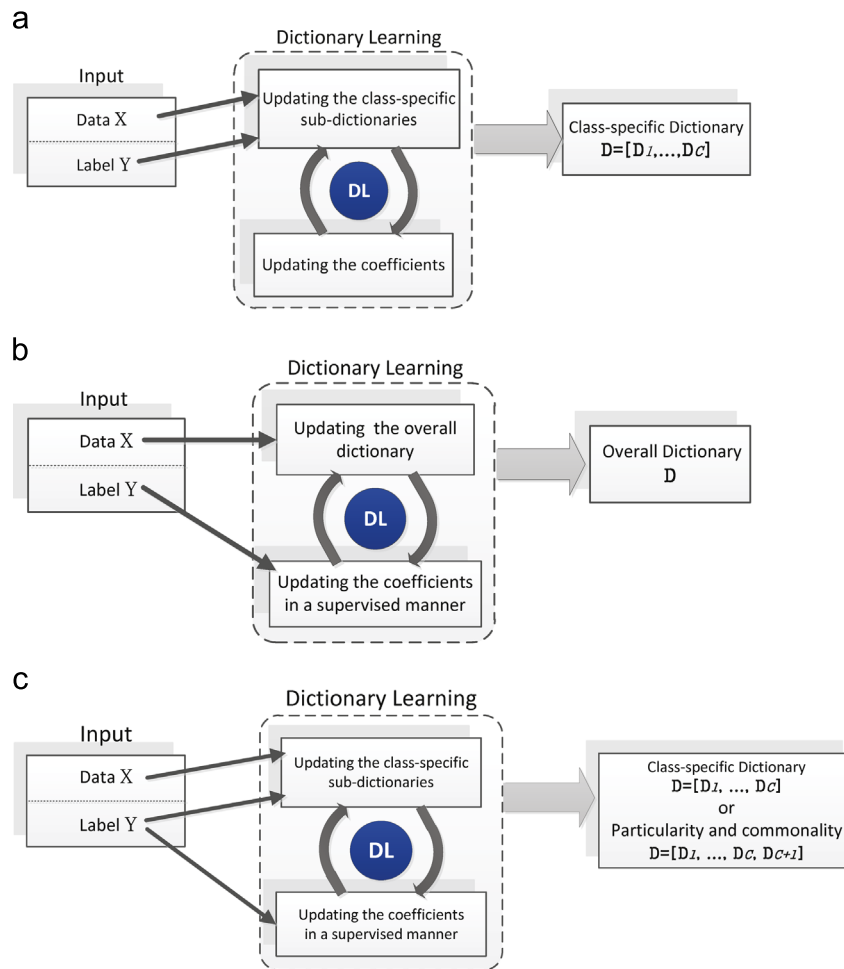 a
Dictionary Learning
Input
Data X
Label Y
Updating the class-specific
sub-dictionaries
DL
Updating the coefficients
Class-specific Dictionary
D=[D1,...,DC]
b
Dictionary Learning
Input
Data X
Label Y
Updating the overall
dictionary
DL
Updating the coefficients
in a supervised manner
Overall Dictionary
D
c
Dictionary Learning
Input
Data X
Label Y
Updating the class-specific
sub-dictionaries
DL
Updating the coefficients
in a supervised manner
Class-specific Dictionary
D=[D1, ..., DC]
or
Particularity and commonality
D=[D1, ..., DC, DC+1]